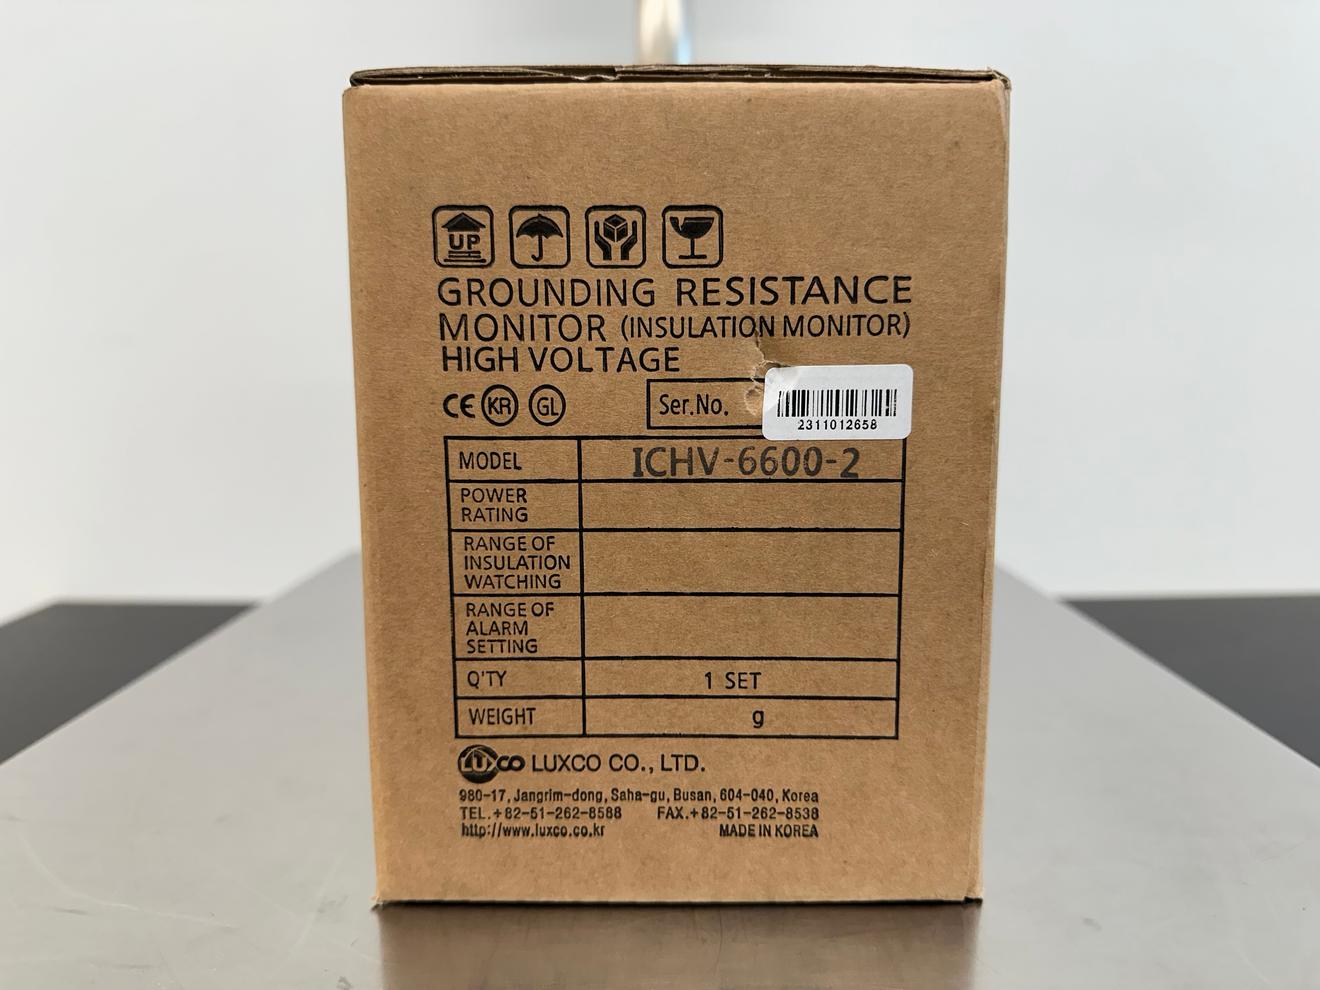 UP
GROUNDING RESISTANCE
MONITOR (INSULATION MONITOR)
HIGH VOLTAGE
CE KR GL Ser.No.
2311012658
MODEL ICHV-6600-2
POWER
RATING
RANGE OF
INSULATION
WATCHING
RANGE OF
ALARM
SETTING
Q'TY 1 SET
WEIGHT g
LUXCO LUXCO CO., LTD.
980-17, Jangrim-dong, Saha-gu, Busan, 604-040, Korea
TEL.+82-51-262-8588 FAX.+82-51-262-8538
http://www.luxco.co.kr MADE IN KOREA